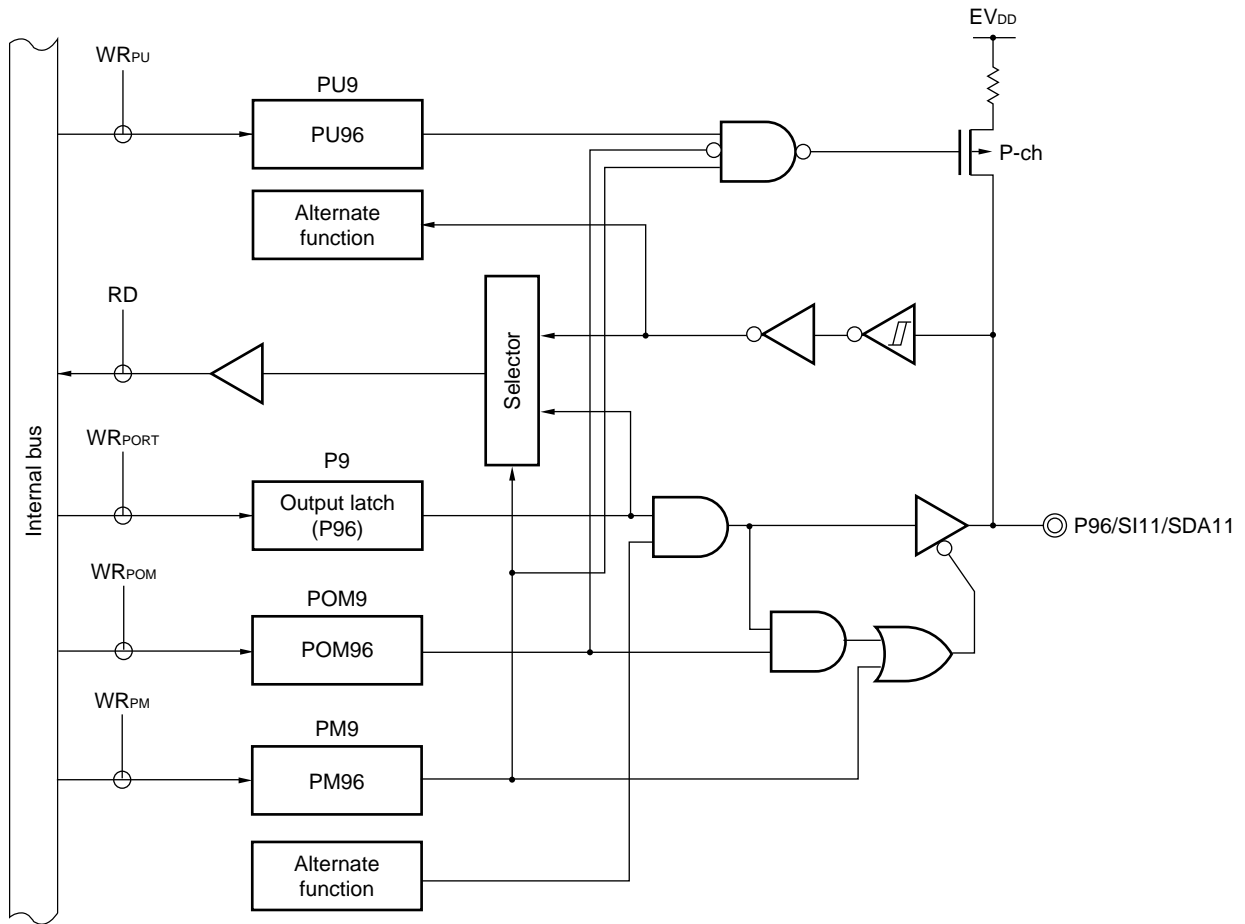 EVDD
WRPU
PU9
PU96
P-ch
Alternate
function
RD
Selector
Internal bus
WRPORT
P9
Output latch
(P96)
P96/SI11/SDA11
WRPOM
POM9
POM96
WRPM
PM9
PM96
Alternate
function